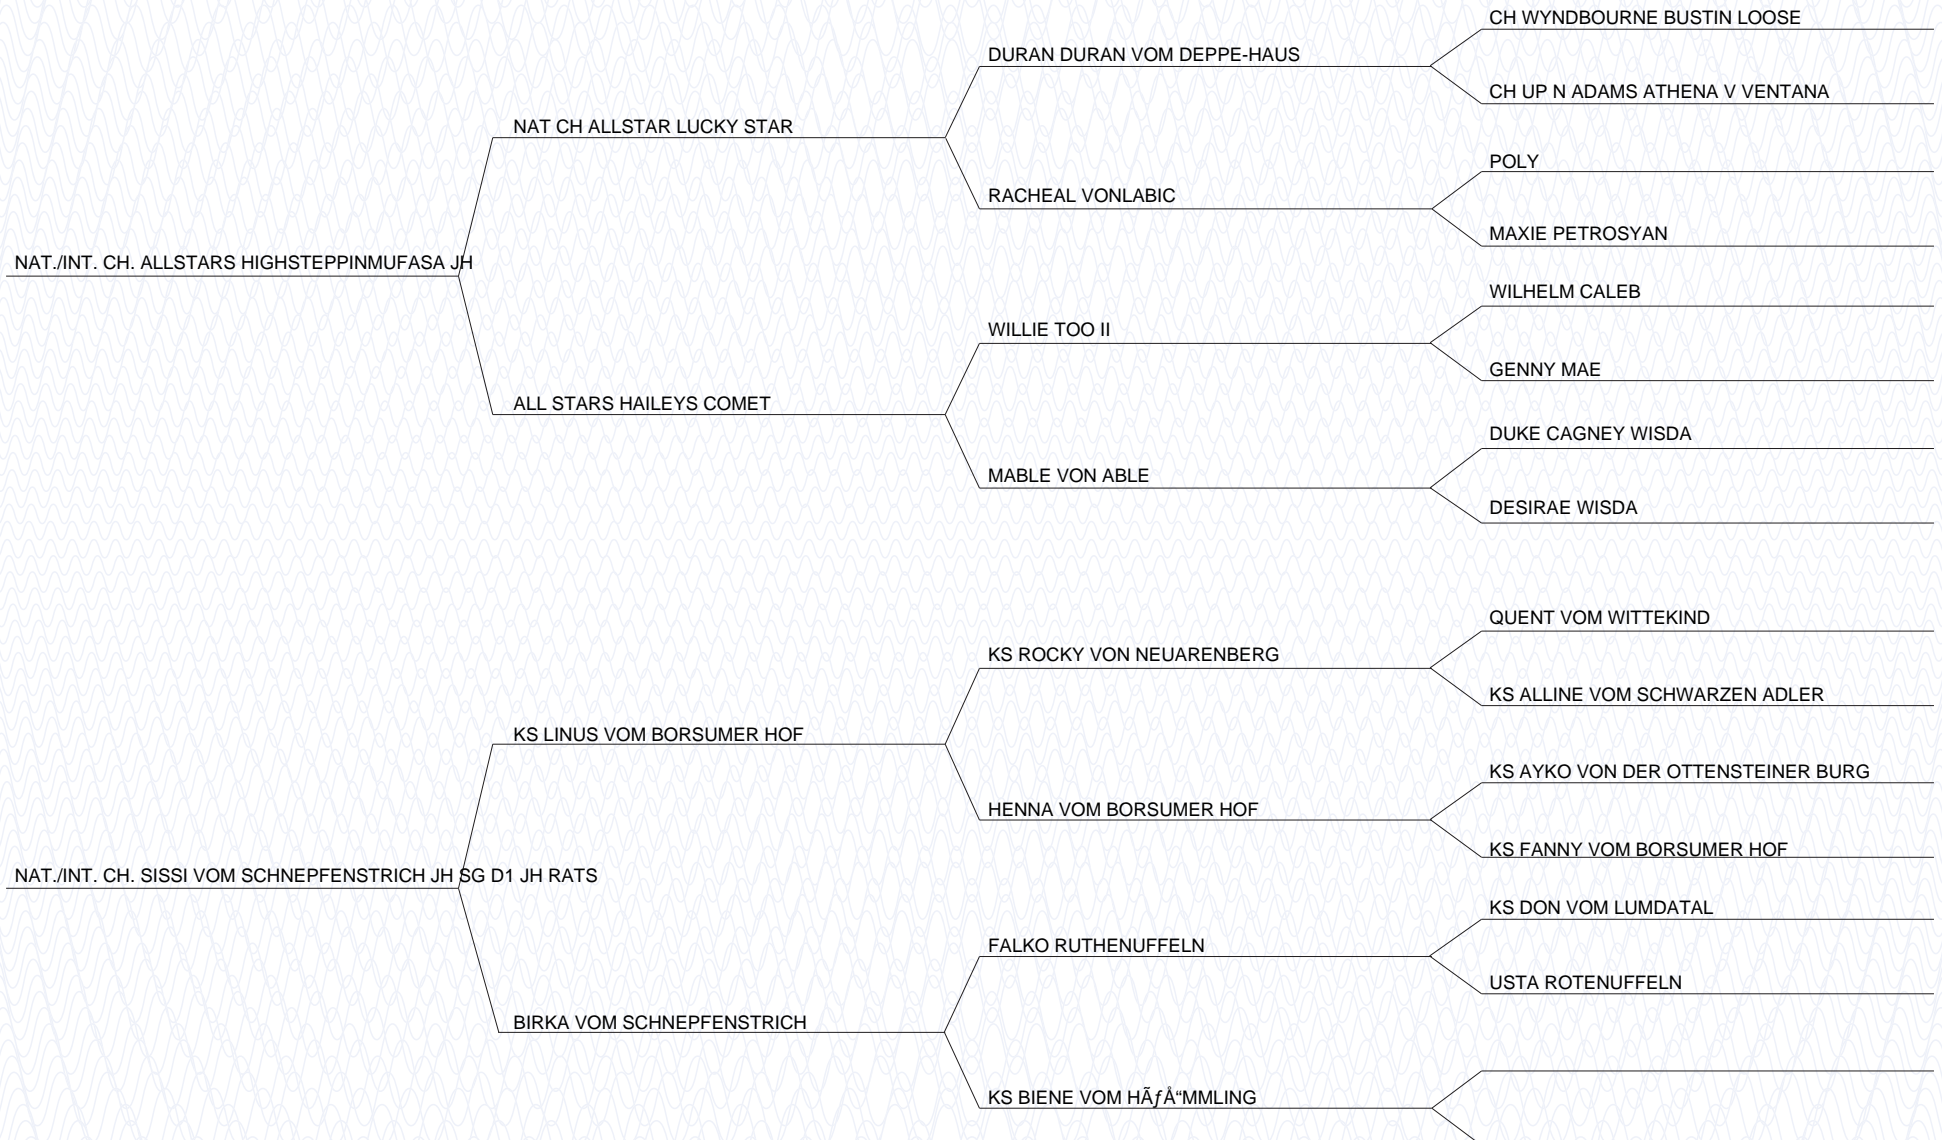 CH WYNDBOURNE BUSTIN LOOSE
DURAN DURAN VOM DEPPE-HAUS
CH UP N ADAMS ATHENA V VENTANA
NAT CH ALLSTAR LUCKY STAR
POLY
RACHEAL VONLABIC
MAXIE PETROSYAN
NAT./INT. CH. ALLSTARS HIGHSTEPPINMUFASA JH
WILHELM CALEB
WILLIE TOO II
GENNY MAE
ALL STARS HAILEYS COMET
DUKE CAGNEY WISDA
MABLE VON ABLE
DESIRAE WISDA
QUENT VOM WITTEKIND
KS ROCKY VON NEUARENBERG
KS ALLINE VOM SCHWARZEN ADLER
KS LINUS VOM BORSUMER HOF
KS AYKO VON DER OTTENSTEINER BURG
HENNA VOM BORSUMER HOF
KS FANNY VOM BORSUMER HOF
NAT./INT. CH. SISSI VOM SCHNEPFENSTRICH JH SG D1 JH RATS
KS DON VOM LUMDATAL
FALKO RUTHENUFFELN
USTA ROTENUFFELN
BIRKA VOM SCHNEPFENSTRICH
KS BIENE VOM HÃƒÅ“MMLING